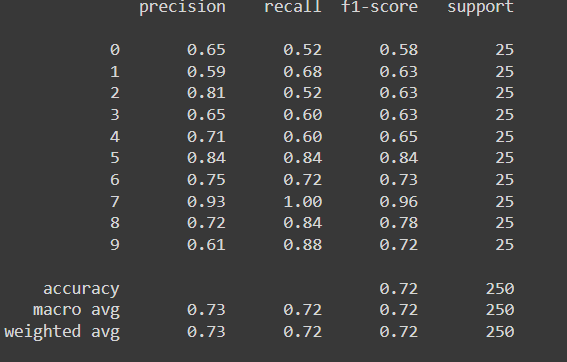 precision recall f1-score support
0 0.65 0.52 0.58 25
1 0.59 0.68 0.63 25
2 0.81 0.52 0.63 25
3 0.65 0.60 0.63 25
4 0.71 0.60 0.65 25
5 0.84 0.84 0.84 25
6 0.75 0.72 0.73 25
7 0.93 1.00 0.96 25
8 0.72 0.84 0.78 25
9 0.61 0.88 0.72 25
accuracy 0.72 250
macro avg 0.73 0.72 0.72 250
weighted avg 0.73 0.72 0.72 250